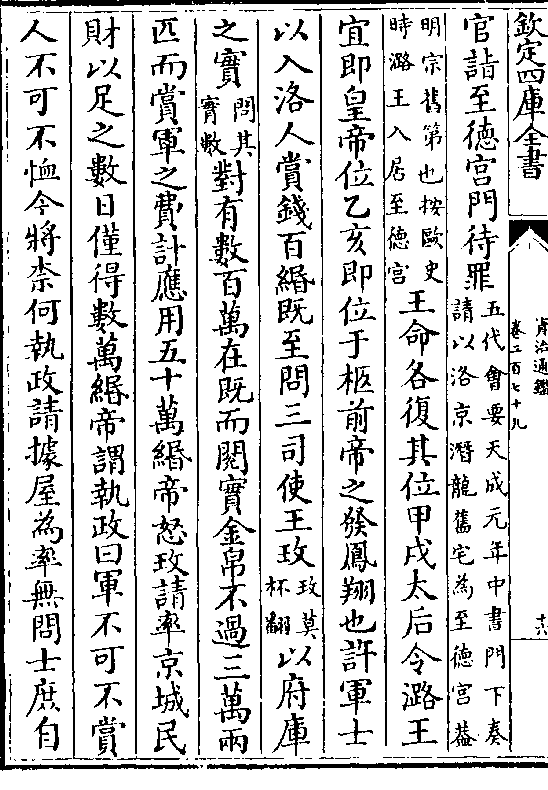 欽定四庫全書
資治通鑑
卷二百七十九
十六
官詣至德宮門待罪五代會要天成元年中書門下奏
請以洛京潛龍舊宅為至德宮葢
明宗舊第也按歐史
時潞王入居至德宮王命各復其位甲戌太后令潞王
宜即皇帝位乙亥即位于柩前帝之發鳳翔也許軍士
以入洛人賞錢百緡既至問三司使王玫玫莫
杯翻以府庫
之實問其
實數對有數百萬在既而閱實金帛不過三萬兩
匹而賞軍之費計應用五十萬緡帝怒玫請率京城民
財以足之數日僅得數萬緡帝謂執政曰軍不可不賞
人不可不恤今將柰何執政請據屋為率無問士庶自